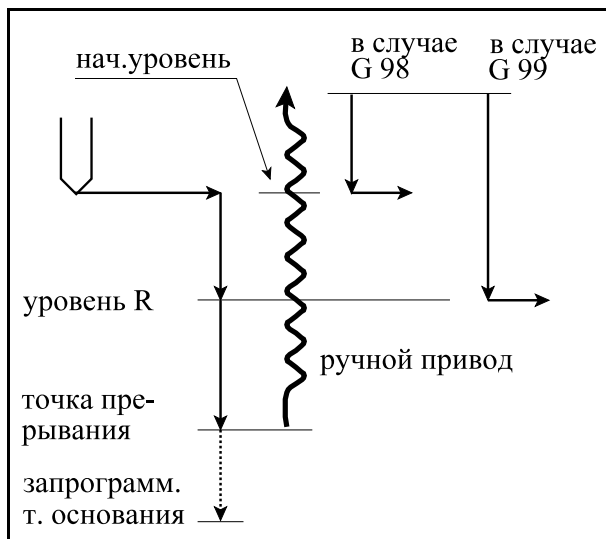 нач.уровень
в случае
G 98
в случае
G 99
уровень R
ручной привод
точка пре-
рывания
запрограмм.
т. основания